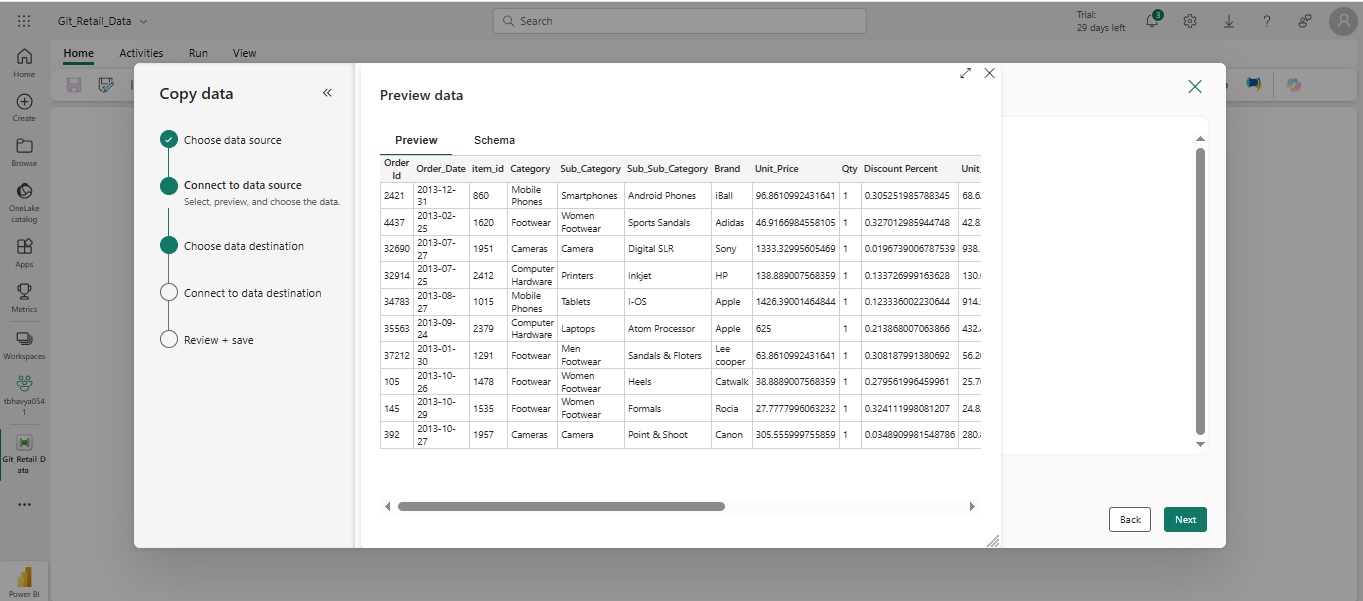 Git_Retail_Data
Search
Trial:
29 days left
3
Home Activities Run View
Home
Create
Browse
OneLake
catalog
Apps
Metrics
Workspaces
tbhavya054
1
Git_Retail_D
ata
Power BI
Copy data
Choose data source
Connect to data source
Select, preview, and choose the data.
Choose data destination
Connect to data destination
Review + save
Preview data
Preview Schema
Order Id Order_Date item_id Category Sub_Category Sub_Sub_Category Brand Unit_Price Qty Discount Percent Unit_
2421 2013-12-31 860 Mobile Phones Smartphones Android Phones iBall 96.8610992431641 1 0.305251985788345 68.6
4437 2013-02-25 1620 Footwear Women Footwear Sports Sandals Adidas 46.9166984558105 1 0.327012985944748 42.8
32690 2013-07-27 1951 Cameras Camera Digital SLR Sony 1333.32995605469 1 0.0196739006787539 938.
32914 2013-07-25 2412 Computer Hardware Printers Inkjet HP 138.889007568359 1 0.133726999163628 130.
34783 2013-08-27 1015 Mobile Phones Tablets I-OS Apple 1426.39001464844 1 0.123336002230644 914.
35563 2013-09-24 2379 Computer Hardware Laptops Atom Processor Apple 625 1 0.213868007063866 432.
37212 2013-01-30 1291 Footwear Men Footwear Sandals & Floters Lee cooper 63.8610992431641 1 0.308187991380692 56.2
105 2013-10-26 1478 Footwear Women Footwear Heels Catwalk 38.8889007568359 1 0.279561996459961 25.7
145 2013-10-29 1535 Footwear Women Footwear Formals Rocia 27.7777996063232 1 0.324111998081207 24.8
392 2013-10-27 1957 Cameras Camera Point & Shoot Canon 305.555999755859 1 0.0348909981548786 280.
Back Next